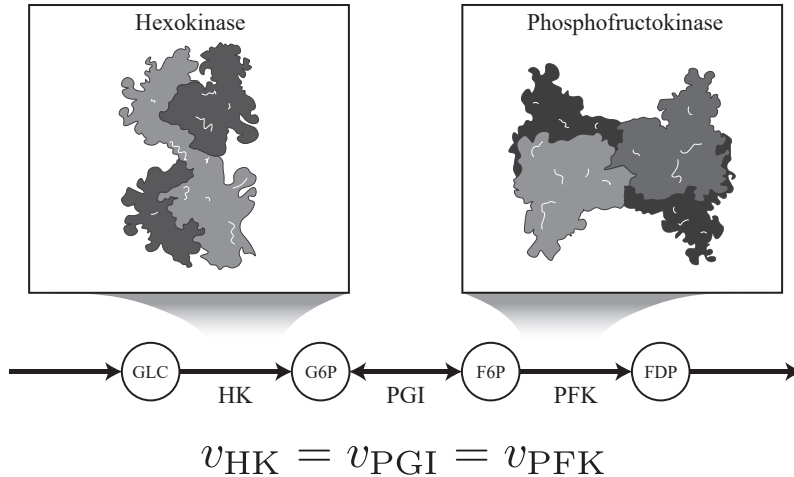 Hexokinase
Phosphofructokinase
GLC
HK
G6P
PGI
F6P
PFK
FDP
v_HK = v_PGI = v_PFK